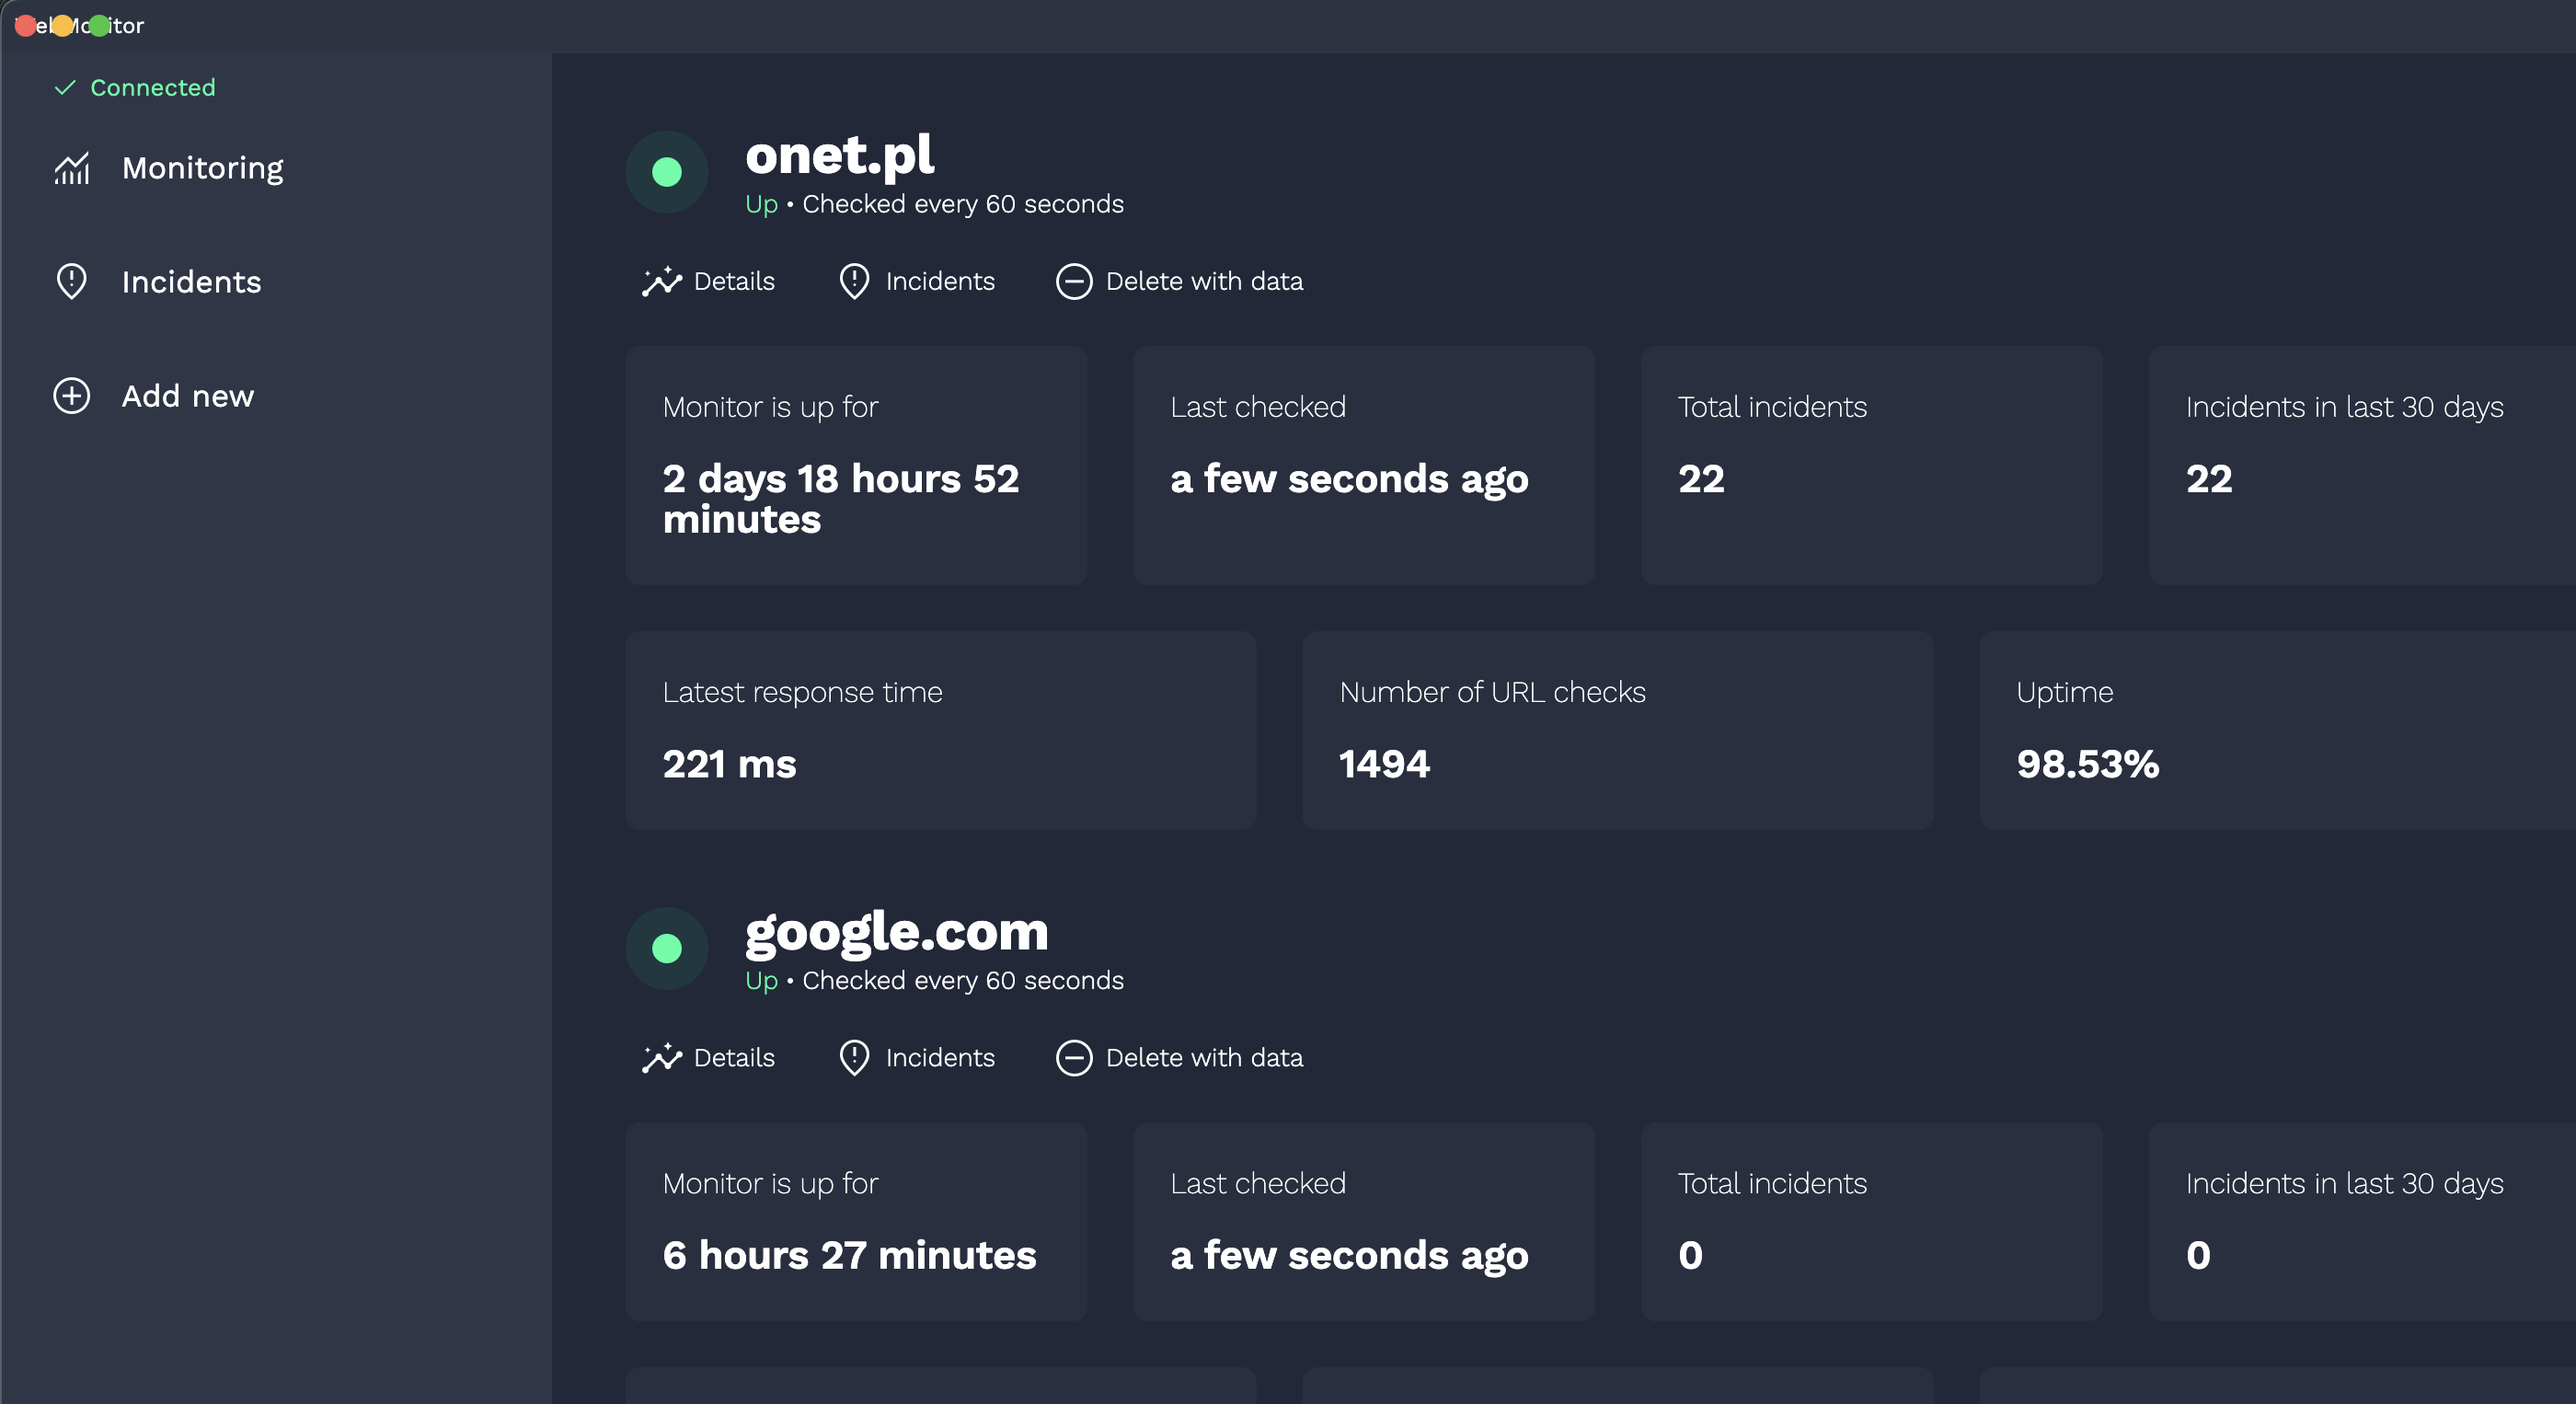 ✓ Connected
Monitoring
Incidents
Add new
onet.pl
Up • Checked every 60 seconds
Details Incidents Delete with data
Monitor is up for Last checked Total incidents Incidents in last 30 days
2 days 18 hours 52 a few seconds ago 22 22
minutes
Latest response time Number of URL checks Uptime
221 ms 1494 98.53%
google.com
Up • Checked every 60 seconds
Details Incidents Delete with data
Monitor is up for Last checked Total incidents Incidents in last 30 days
6 hours 27 minutes a few seconds ago 0 0